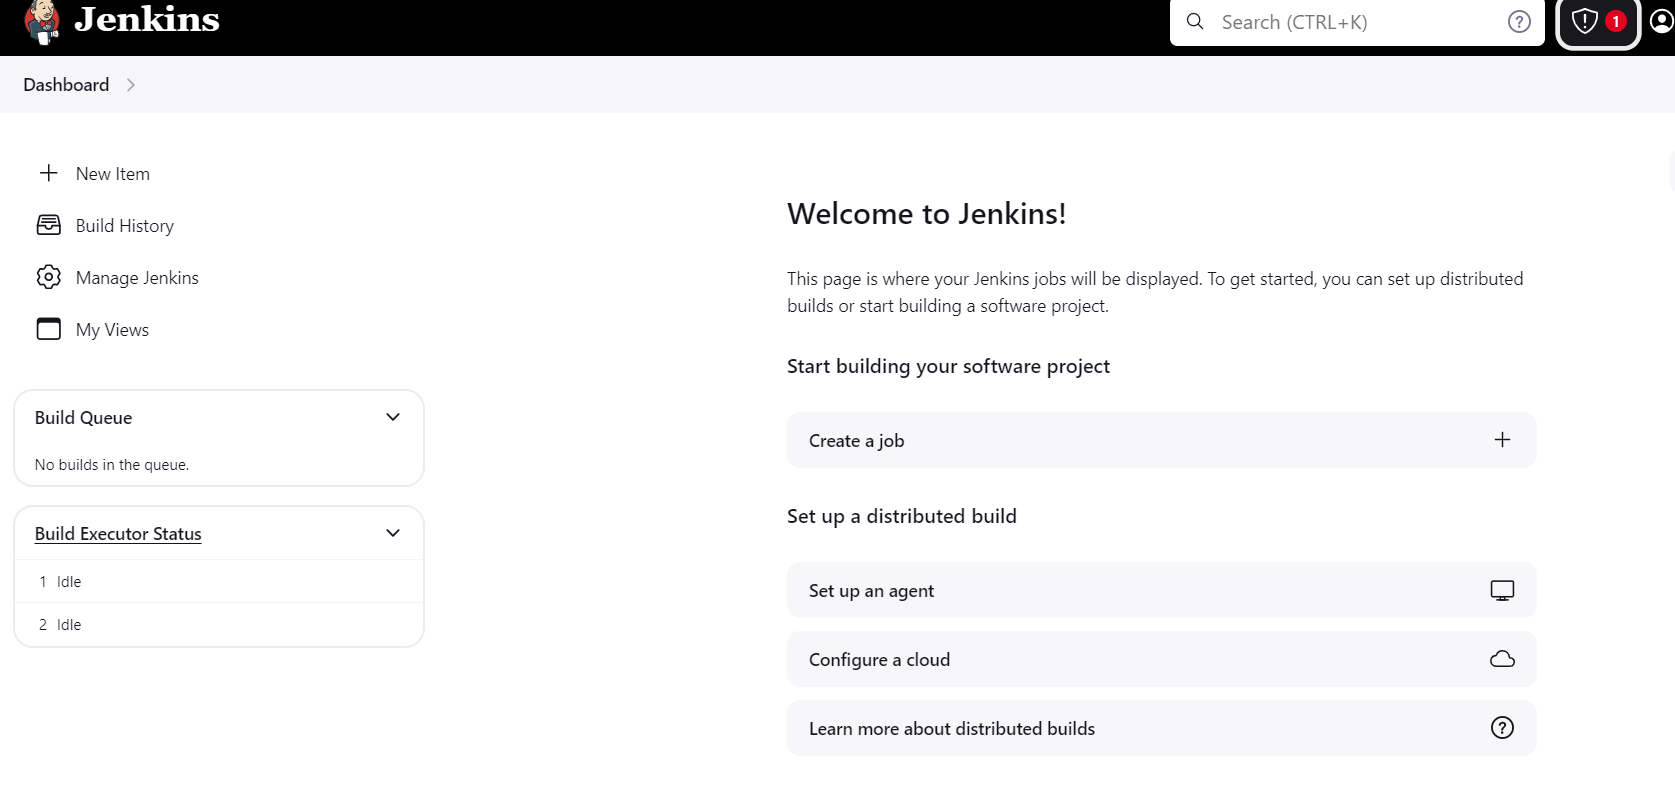 Jenkins
Search (CTRL+K)
1
Dashboard
New Item
Build History
Manage Jenkins
My Views
Build Queue
No builds in the queue.
Build Executor Status
1 Idle
2 Idle
Welcome to Jenkins!
This page is where your Jenkins jobs will be displayed. To get started, you can set up distributed
builds or start building a software project.
Start building your software project
Create a job
Set up a distributed build
Set up an agent
Configure a cloud
Learn more about distributed builds